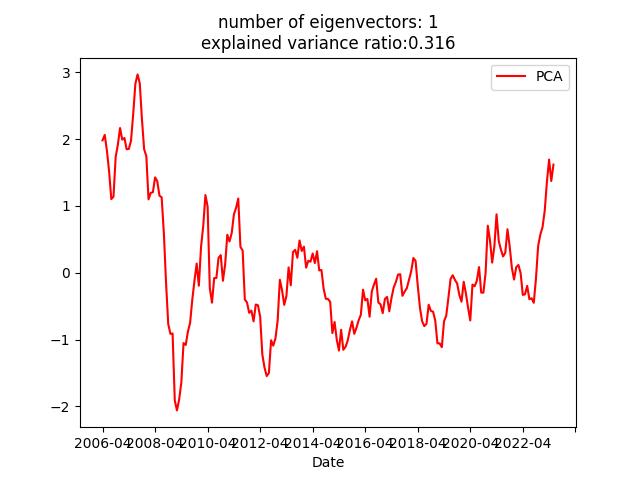 number of eigenvectors: 1
explained variance ratio:0.316
PCA
3
2
1
0
−1
−2
2006-04 2008-04 2010-04 2012-04 2014-04 2016-04 2018-04 2020-04 2022-04
Date